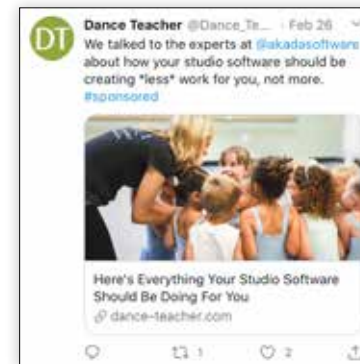 DT
Dance Teacher @Dance_Te... · Feb 26
We talked to the experts at @akadasoftware
about how your studio software should be
creating *less* work for you, not more.
#sponsored
Here's Everything Your Studio Software
Should Be Doing For You
dance-teacher.com
1 2